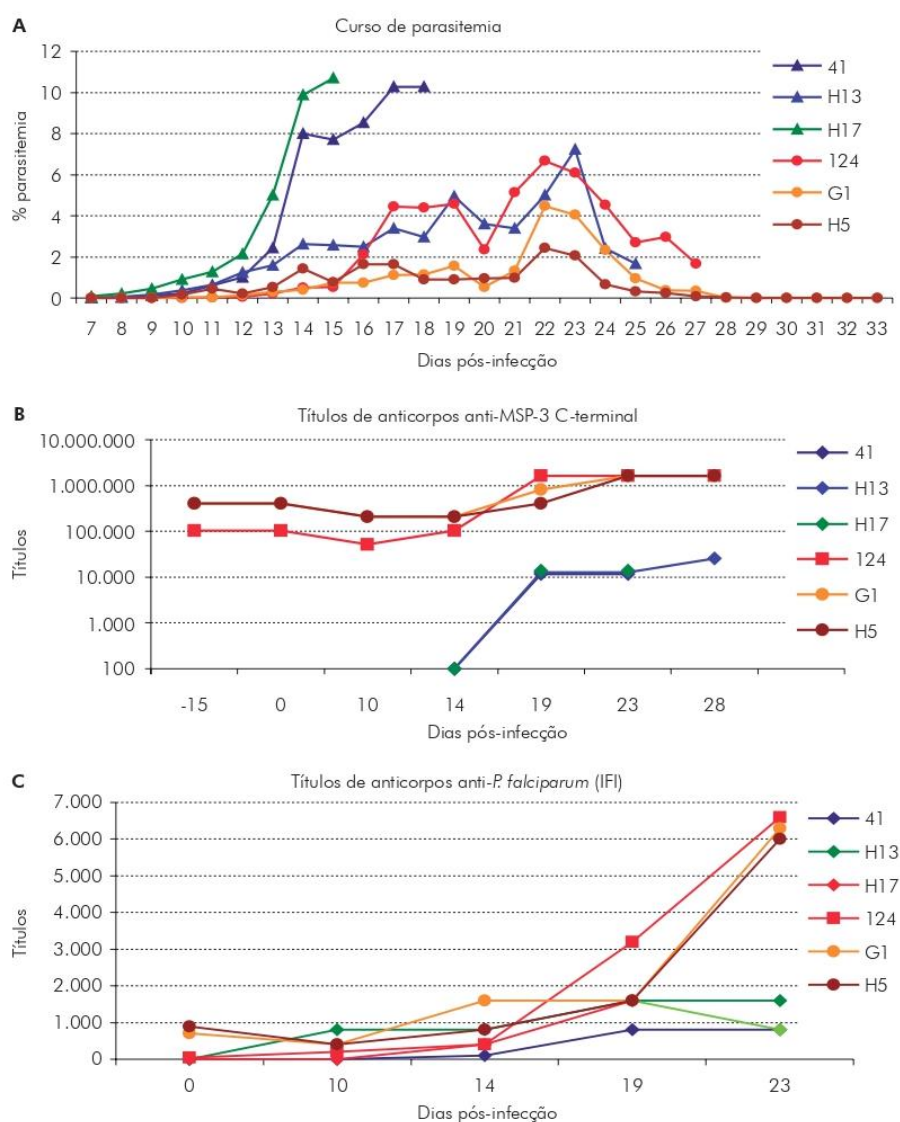 A
Curso de parasitemia
12
10
8
6
4
2
0
% parasitemia
7 8 9 10 11 12 13 14 15 16 17 18 19 20 21 22 23 24 25 26 27 28 29 30 31 32 33
Dias pós-infecção
41
H13
H17
124
G1
H5
B
Títulos de anticorpos anti-MSP-3 C-terminal
10.000.000
1.000.000
100.000
10.000
1.000
100
Títulos
-15 0 10 14 19 23 28
Dias pós-infecção
41
H13
H17
124
G1
H5
C
Títulos de anticorpos anti-P. falciparum (IFI)
7.000
6.000
5.000
4.000
3.000
2.000
1.000
0
Títulos
0 10 14 19 23
Dias pós-infecção
41
H13
H17
124
G1
H5